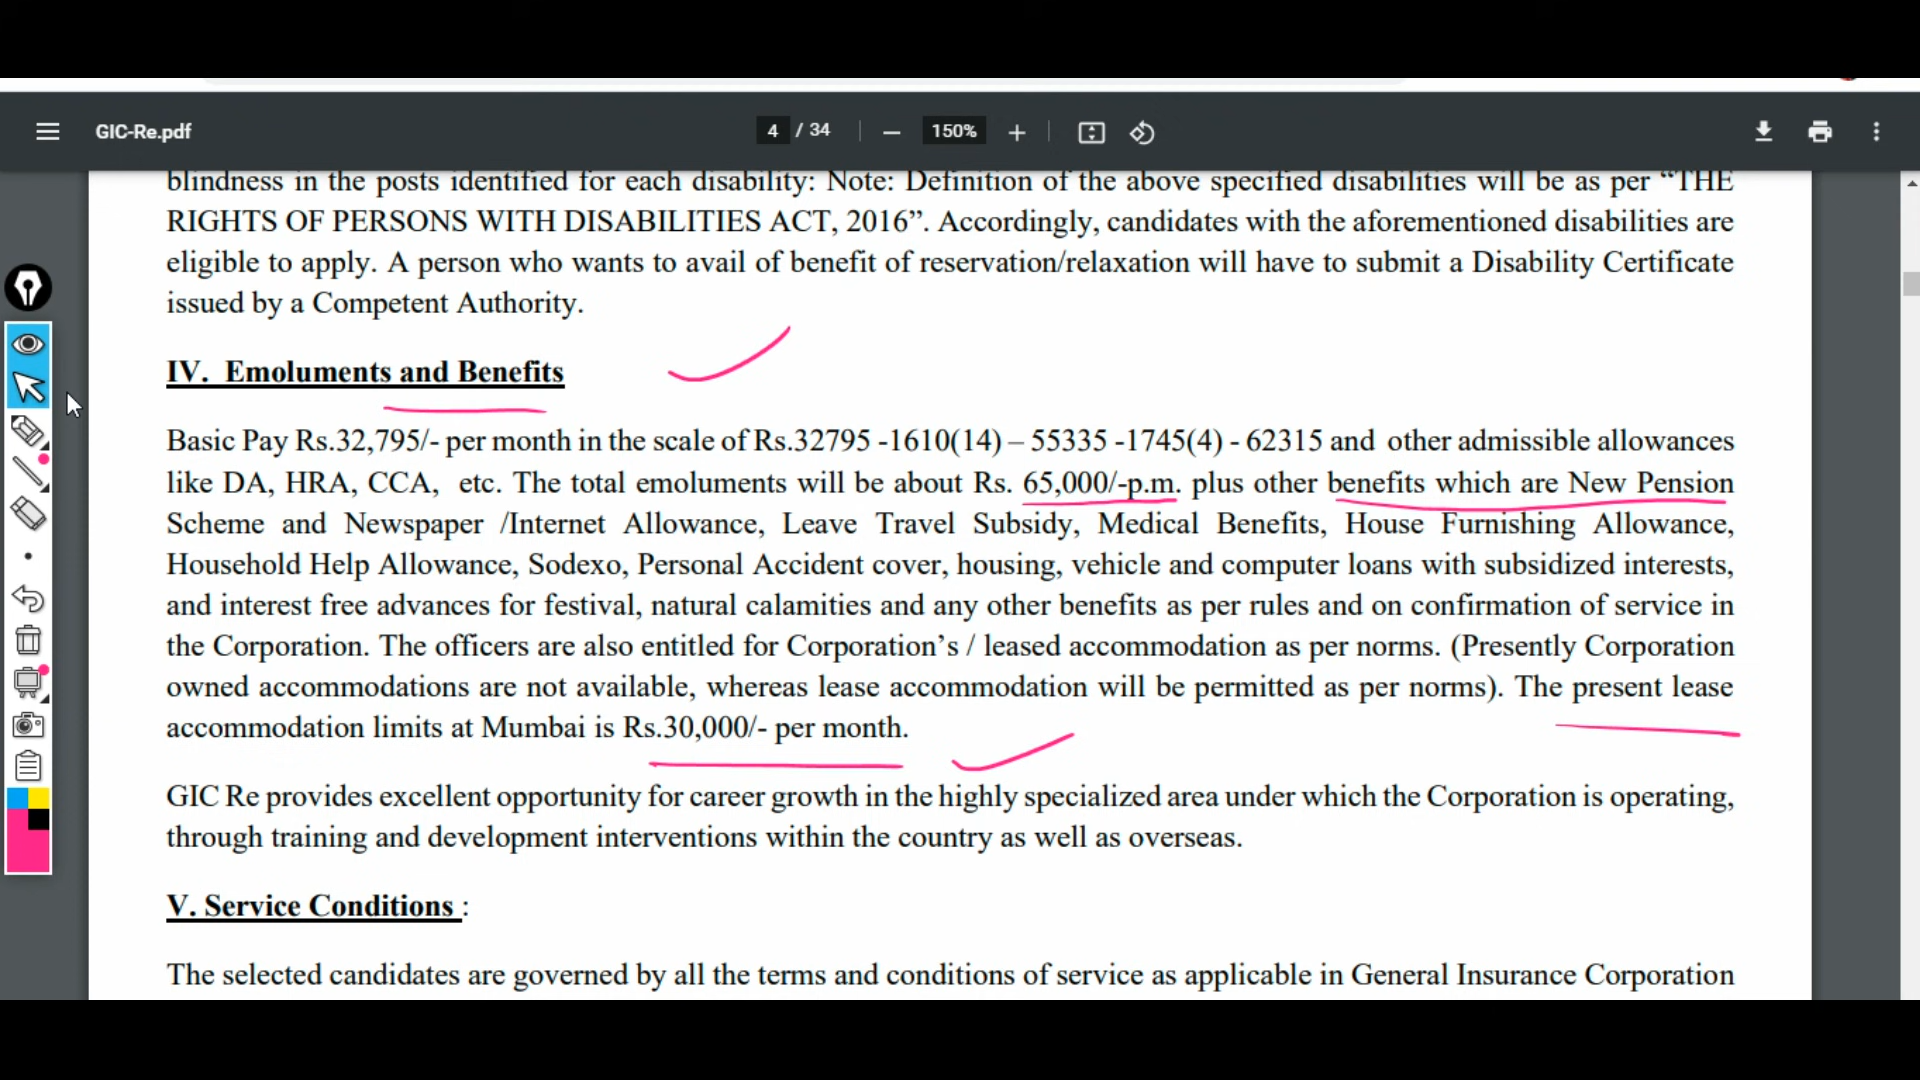 GIC-Re.pdf
4 / 34
150%
blindness in the posts identified for each disability: Note: Definition of the above specified disabilities will be as per “THE
RIGHTS OF PERSONS WITH DISABILITIES ACT, 2016”. Accordingly, candidates with the aforementioned disabilities are
eligible to apply. A person who wants to avail of benefit of reservation/relaxation will have to submit a Disability Certificate
issued by a Competent Authority.
IV. Emoluments and Benefits
Basic Pay Rs.32,795/- per month in the scale of Rs.32795 -1610(14) – 55335 -1745(4) - 62315 and other admissible allowances
like DA, HRA, CCA, etc. The total emoluments will be about Rs. 65,000/-p.m. plus other benefits which are New Pension
Scheme and Newspaper /Internet Allowance, Leave Travel Subsidy, Medical Benefits, House Furnishing Allowance,
Household Help Allowance, Sodexo, Personal Accident cover, housing, vehicle and computer loans with subsidized interests,
and interest free advances for festival, natural calamities and any other benefits as per rules and on confirmation of service in
the Corporation. The officers are also entitled for Corporation’s / leased accommodation as per norms. (Presently Corporation
owned accommodations are not available, whereas lease accommodation will be permitted as per norms). The present lease
accommodation limits at Mumbai is Rs.30,000/- per month.
GIC Re provides excellent opportunity for career growth in the highly specialized area under which the Corporation is operating,
through training and development interventions within the country as well as overseas.
V. Service Conditions :
The selected candidates are governed by all the terms and conditions of service as applicable in General Insurance Corporation